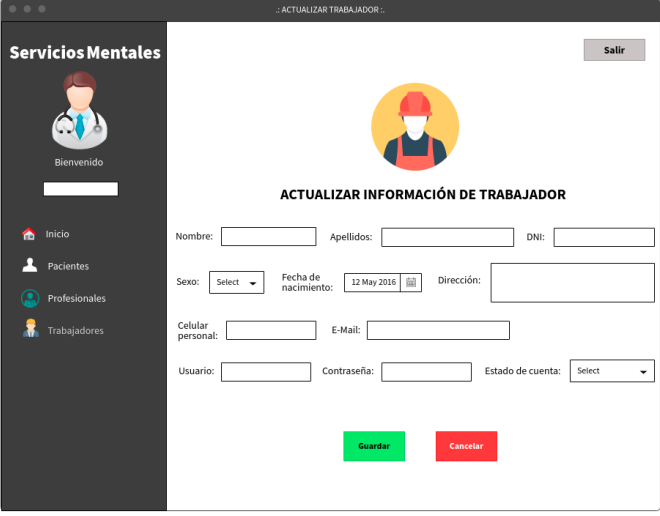 .: ACTUALIZAR TRABAJADOR :.
Servicios Mentales
Bienvenido
Inicio
Pacientes
Profesionales
Trabajadores
Salir
ACTUALIZAR INFORMACIÓN DE TRABAJADOR
Nombre:
Apellidos:
DNI:
Sexo:
Select
Fecha de
nacimiento:
12 May 2016
Dirección:
Celular
personal:
E-Mail:
Usuario:
Contraseña:
Estado de cuenta:
Select
Guardar
Cancelar